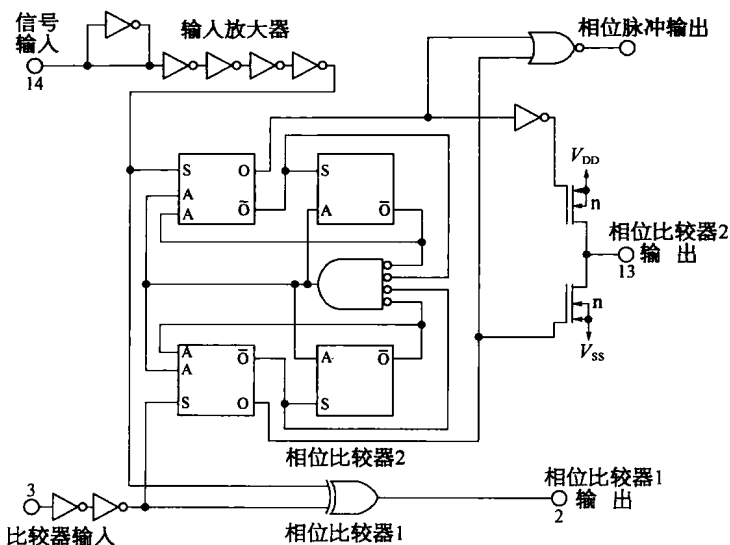 信号
输入
14
输入放大器
相位脉冲输出
S
O
A
A
Ō
S
A
Ō
V_DD
n
相位比较器2
输 出
13
n
V_SS
A
A
S
Ō
O
A
S
Ō
相位比较器2
3
比较器输入
相位比较器1
相位比较器1
输 出
2